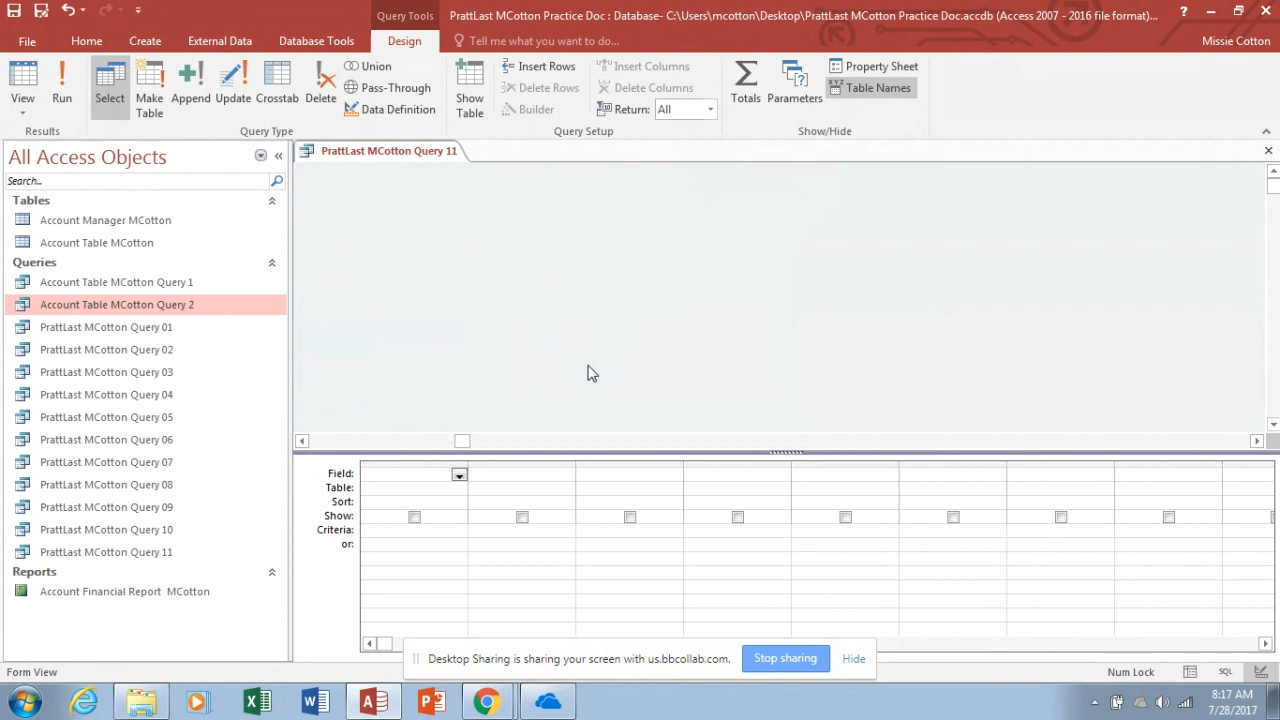 Query Tools
PrattLast MCotton Practice Doc : Database- C:\Users\mcotton\Desktop\PrattLast MCotton Practice Doc.accdb (Access 2007 - 2016 file format)...
?
File Home Create External Data Database Tools Design Tell me what you want to do... Missie Cotton
View
Run
Results
Select
Make Table
Append
Update
Crosstab
Delete
Union
Pass-Through
Data Definition
Query Type
Show Table
Insert Rows
Delete Rows
Builder
Insert Columns
Delete Columns
Return: All
Query Setup
Totals
Parameters
Property Sheet
XYZ Table Names
Show/Hide
All Access Objects
Search...
Tables
Account Manager MCotton
Account Table MCotton
Queries
Account Table MCotton Query 1
Account Table MCotton Query 2
PrattLast MCotton Query 01
PrattLast MCotton Query 02
PrattLast MCotton Query 03
PrattLast MCotton Query 04
PrattLast MCotton Query 05
PrattLast MCotton Query 06
PrattLast MCotton Query 07
PrattLast MCotton Query 08
PrattLast MCotton Query 09
PrattLast MCotton Query 10
PrattLast MCotton Query 11
Reports
Account Financial Report MCotton
PrattLast MCotton Query 11
Field:
Table:
Sort:
Show:
Criteria:
or:
Desktop Sharing is sharing your screen with us.bbcollab.com. Stop sharing Hide
Form View
Num Lock
SQL
8:17 AM
7/28/2017